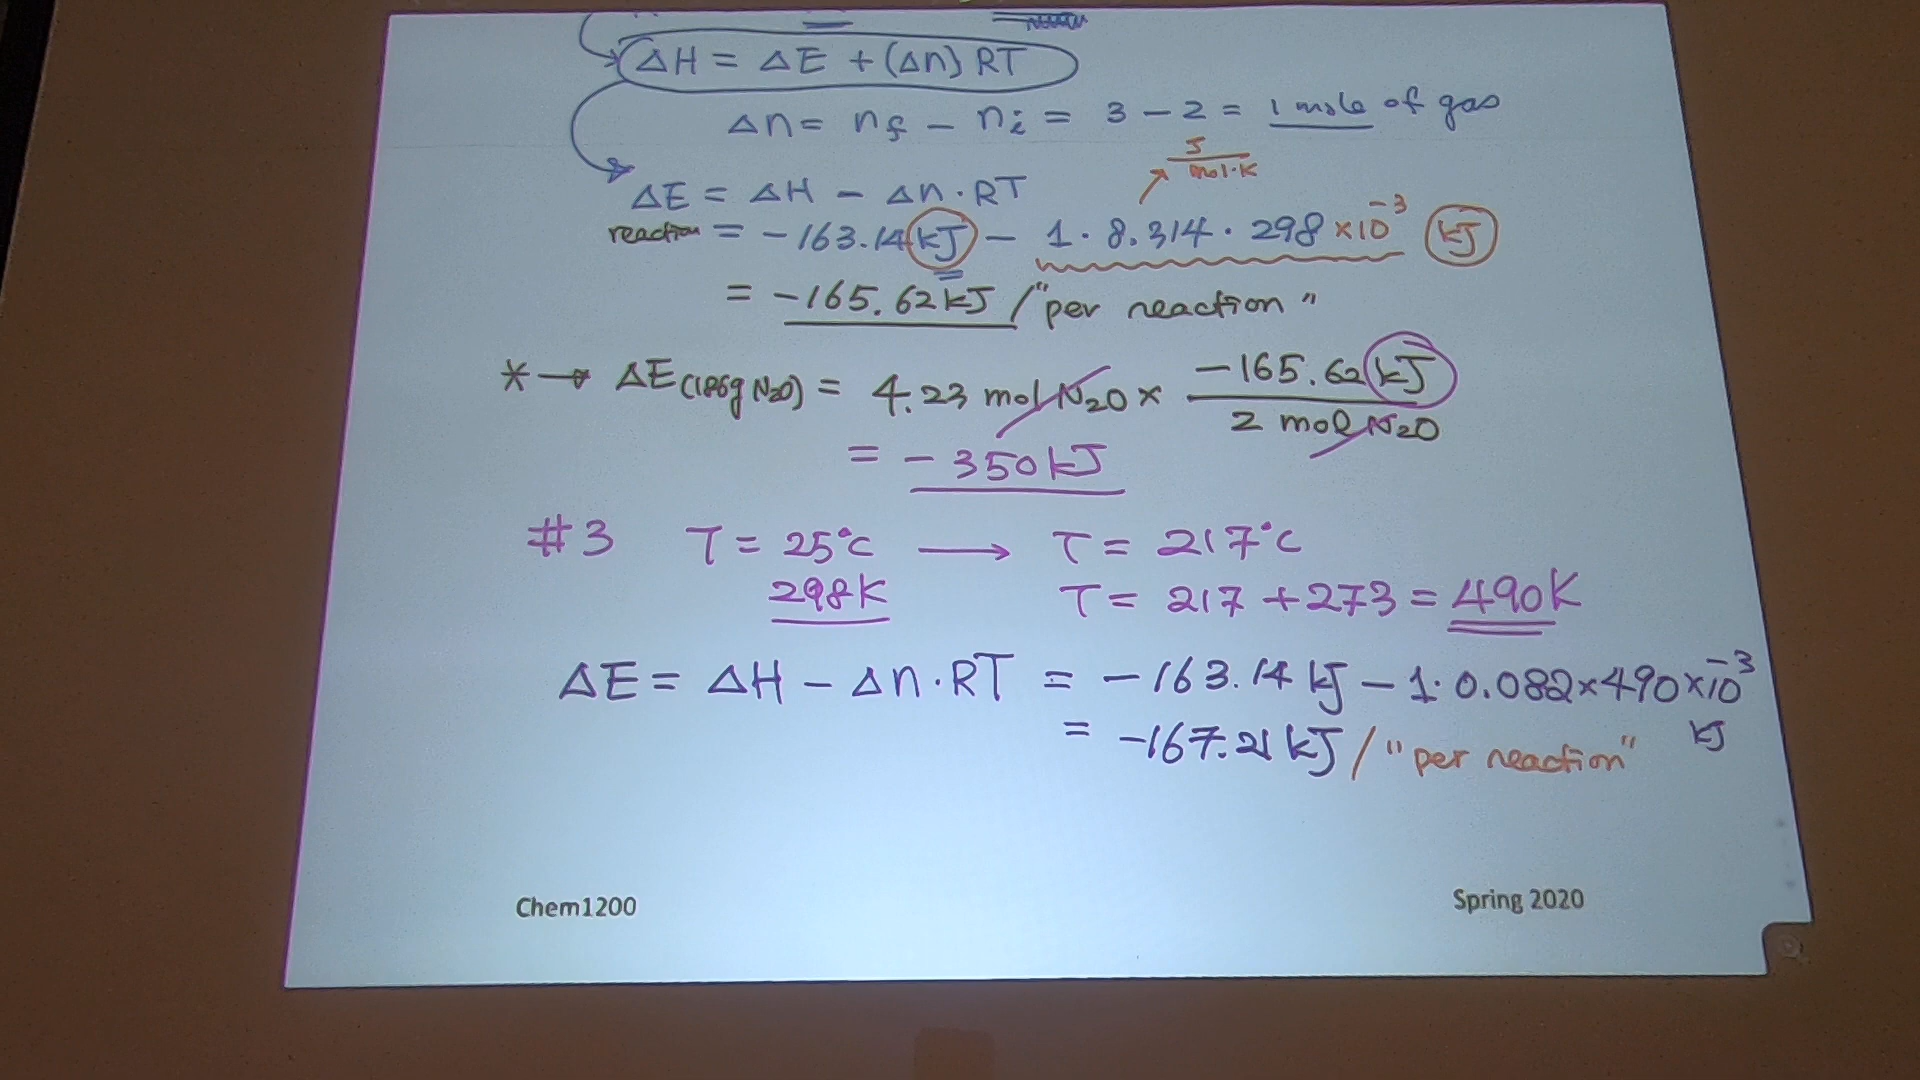 ΔH = ΔE + (Δn) RT
Δn = nf - ni = 3 - 2 = 1 mole of gas
J/mol·K
ΔE = ΔH - Δn · RT
reaction = -163.14 kJ - 1 · 8.314 · 298 ×10⁻³ kJ
= -165.62 kJ / "per reaction"
* → ΔE (186g N2O) = 4.23 mol N2O × -165.62 kJ / 2 mol N2O
= -350 kJ
#3 T = 25°C → T = 217°C
298K T = 217 + 273 = 490K
ΔE = ΔH - Δn · RT = -163.14 kJ - 1 · 0.082 × 490 × 10⁻³ kJ
= -167.21 kJ / "per reaction"
Chem1200 Spring 2020